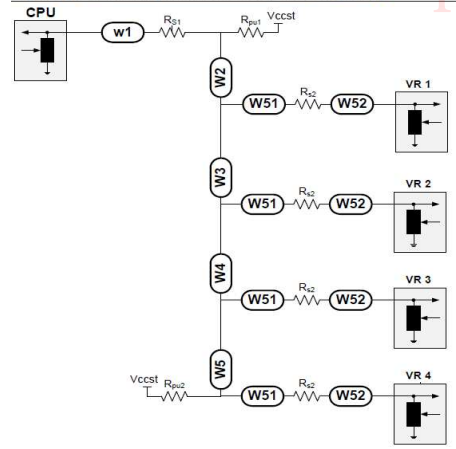 CPU
w1
RS1
Rpu1
Vccst
W2
W51
Rs2
W52
VR 1
W3
W51
Rs2
W52
VR 2
W4
W51
Rs2
W52
VR 3
W5
Vccst
Rpu2
W51
Rs2
W52
VR 4